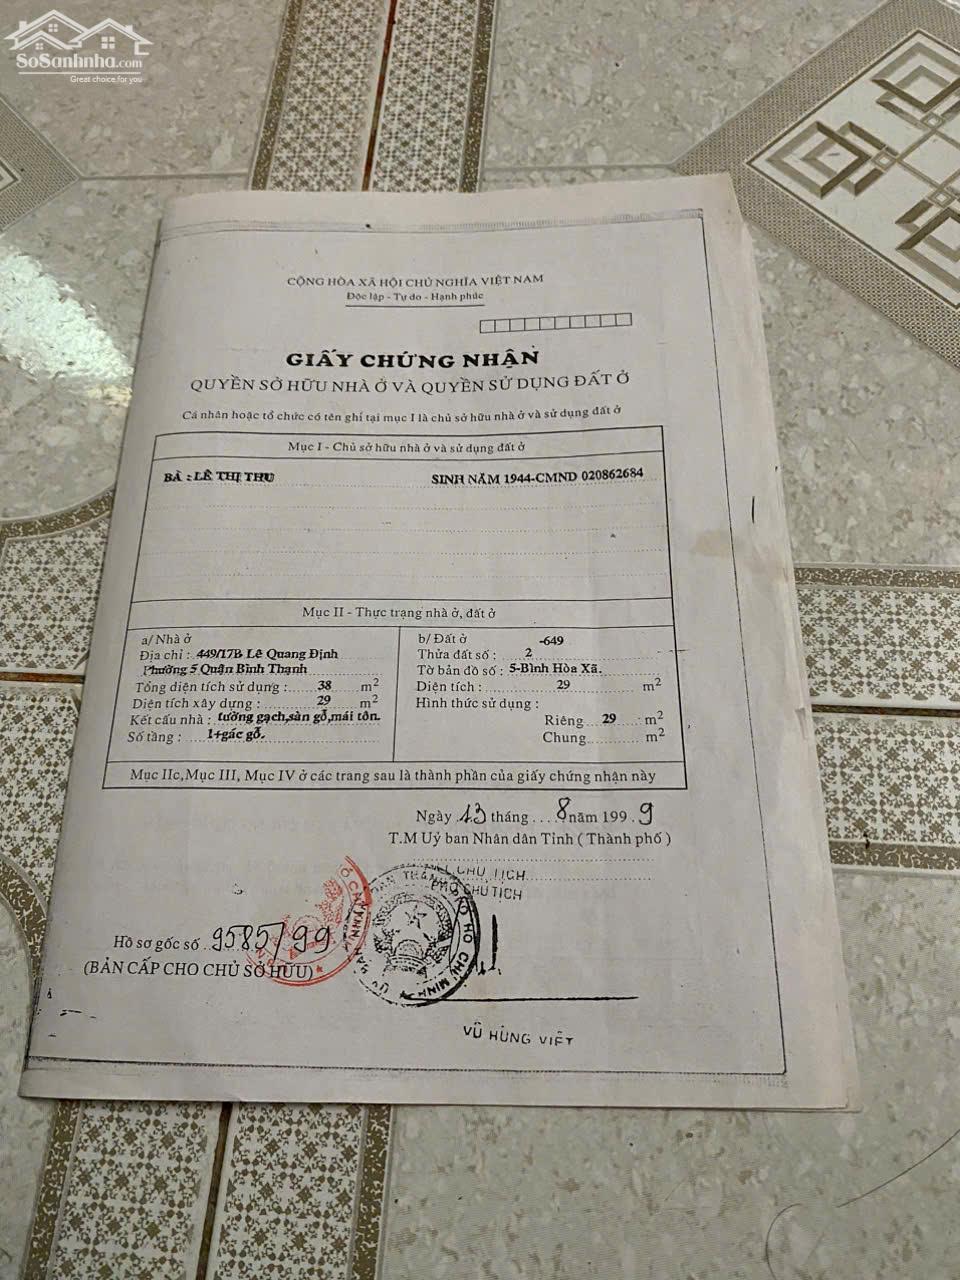 SoSanhnha.com
Great choice, for you
CỘNG HÒA XÃ HỘI CHỦ NGHĨA VIỆT NAM
Độc lập - Tự do - Hạnh phúc
GIẤY CHỨNG NHẬN
QUYỀN SỞ HỮU NHÀ Ở VÀ QUYỀN SỬ DỤNG ĐẤT Ở
Cá nhân hoặc tổ chức có tên ghi tại mục I là chủ sở hữu nhà ở và sử dụng đất ở
Mục I - Chủ sở hữu nhà ở và sử dụng đất ở
BÀ : LÊ THỊ THU SINH NĂM 1944-CMND 020862684
Mục II - Thực trạng nhà ở, đất ở
a/ Nhà ở
Địa chỉ : 449/17B Lê Quang Định
Phường 5 Quận Bình Thạnh
Tổng diện tích sử dụng : 38 m²
Diện tích xây dựng : 29 m²
Kết cấu nhà : tường gạch,sàn gỗ,mái tôn.
Số tầng : 1+gác gỗ.
b/ Đất ở -649
Thửa đất số : 2
Tờ bản đồ số : 5-Bình Hòa Xã.
Diện tích : 29 m²
Hình thức sử dụng :
Riêng 29 m²
Chung m²
Mục IIc,Mục III, Mục IV ở các trang sau là thành phần của giấy chứng nhận này
Ngày 13 tháng 8 năm 1999
T.M Uỷ ban Nhân dân Tỉnh ( Thành phố )
CHỦ TỊCH
PHÓ CHỦ TỊCH
Hồ sơ gốc số 9585/99
(BẢN CẤP CHO CHỦ SỞ HỮU)
VŨ HÙNG VIỆT